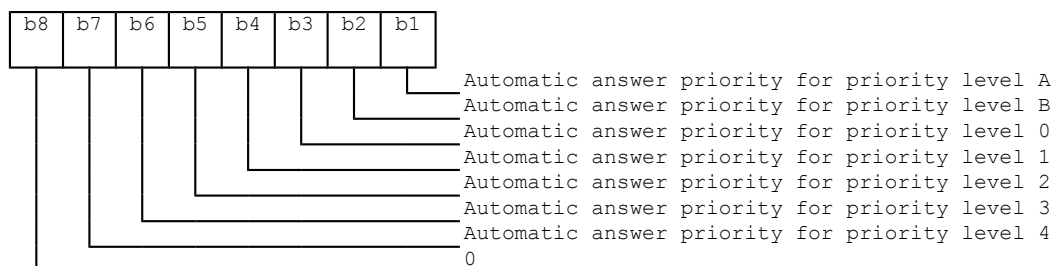 b8 b7 b6 b5 b4 b3 b2 b1
Automatic answer priority for priority level A
Automatic answer priority for priority level B
Automatic answer priority for priority level 0
Automatic answer priority for priority level 1
Automatic answer priority for priority level 2
Automatic answer priority for priority level 3
Automatic answer priority for priority level 4
0